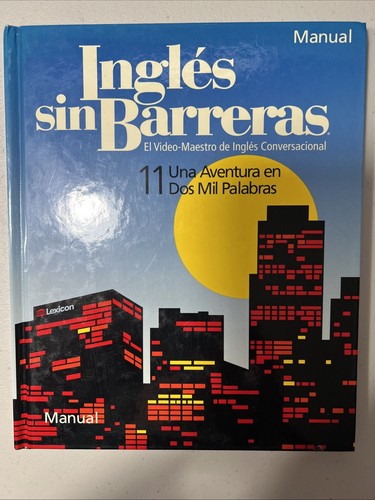 Manual
Inglés
sin Barreras®
El Video-Maestro de Inglés Conversacional
11 Una Aventura en
Dos Mil Palabras
Lexicon
Manual